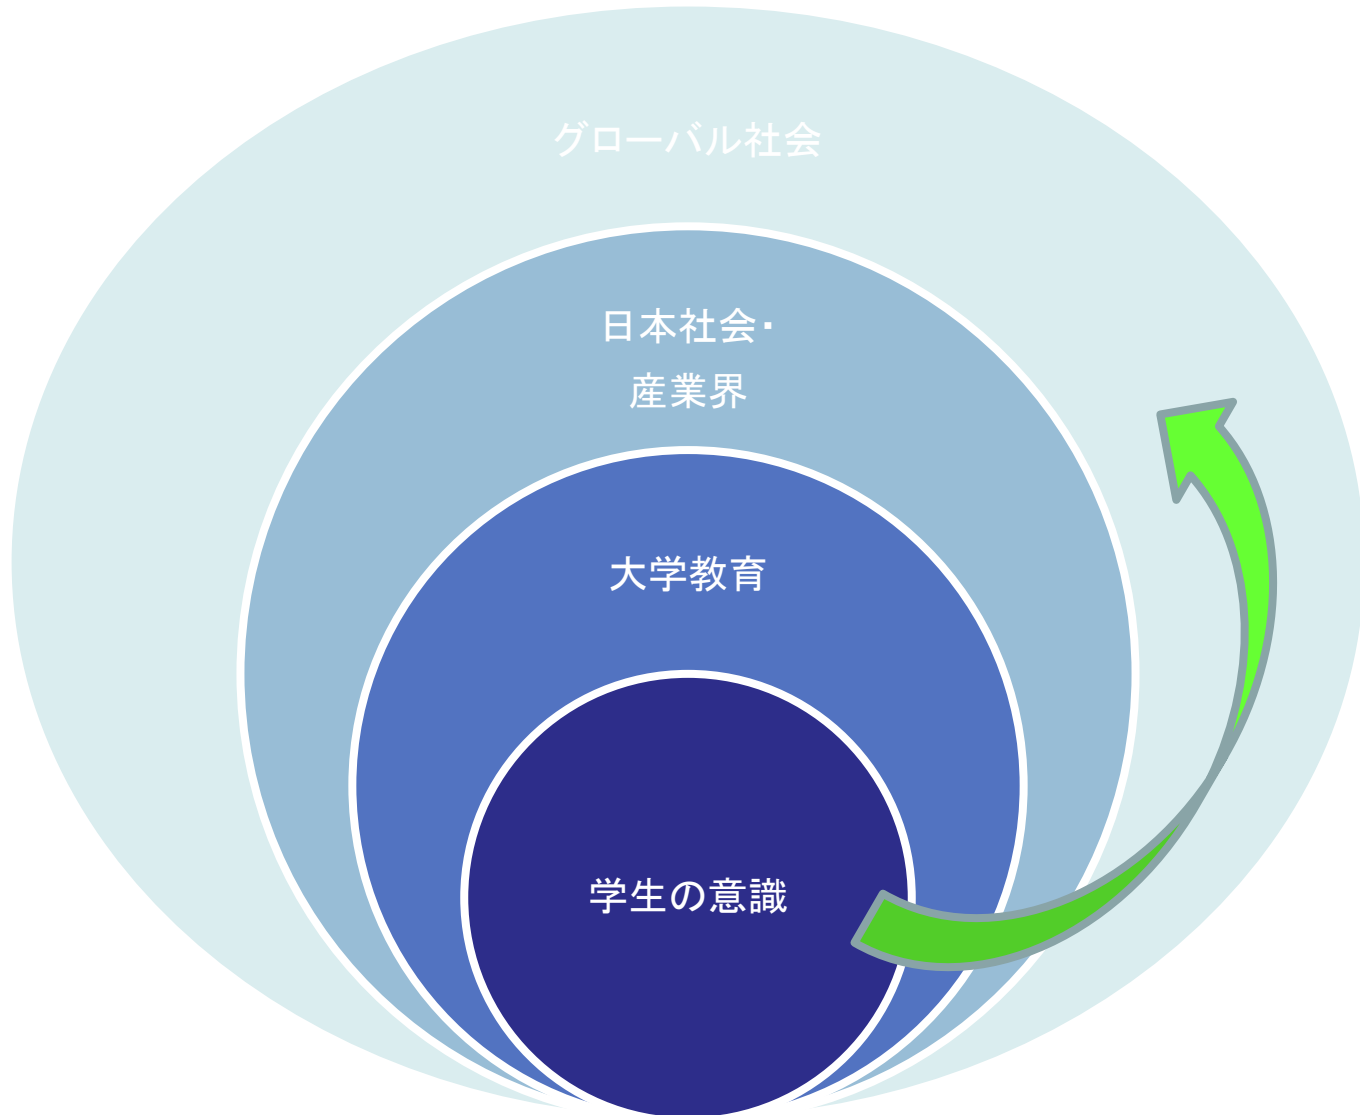 グローバル社会
日本社会・
産業界
大学教育
学生の意識